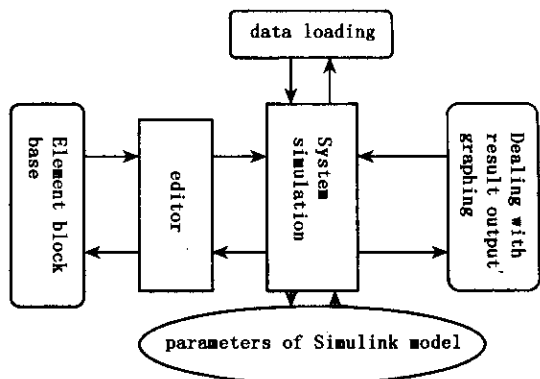 data loading
Element block
base
editor
System
simulation
Dealing with
result output,
graphing
parameters of Simulink model